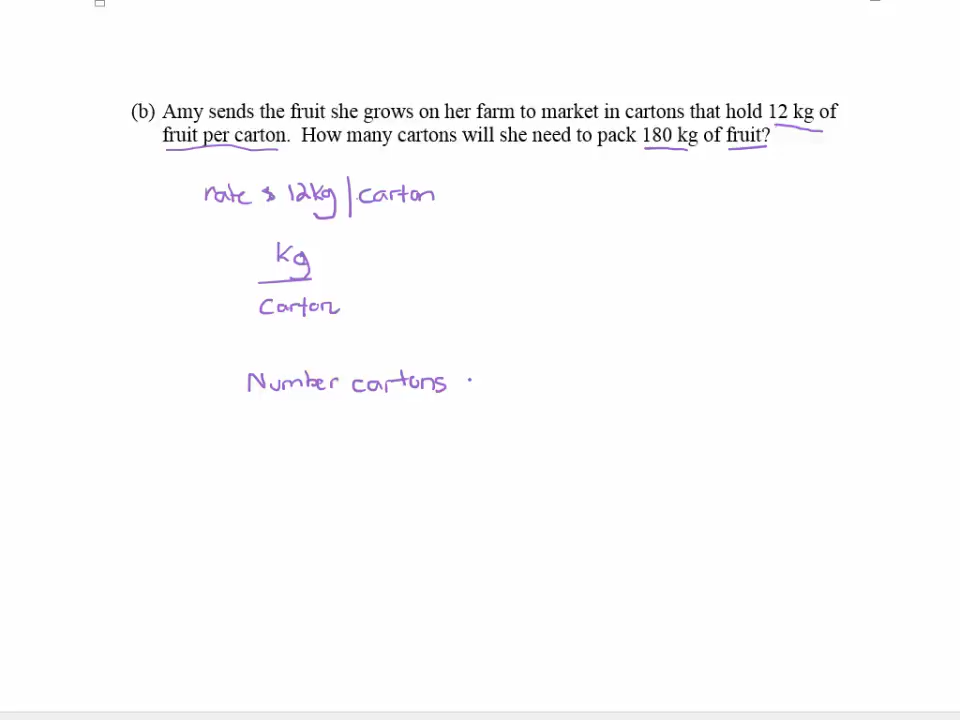 (b) Amy sends the fruit she grows on her farm to market in cartons that hold 12 kg of
fruit per carton. How many cartons will she need to pack 180 kg of fruit?
rate 12kg | carton
kg
carton
Number cartons